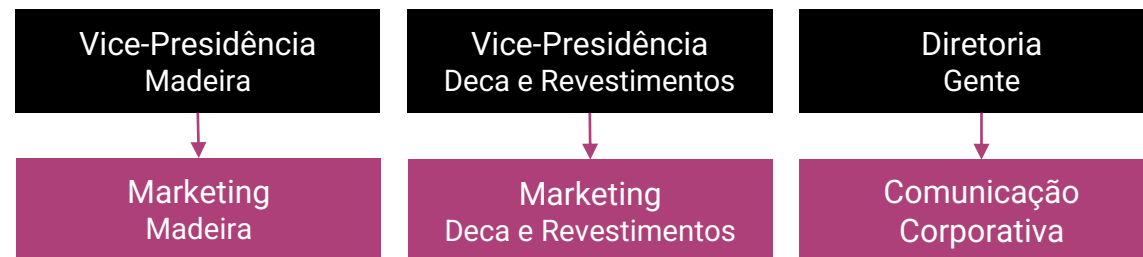 Vice-Presidência
Madeira
Vice-Presidência
Deca e Revestimentos
Diretoria
Gente
Marketing
Madeira
Marketing
Deca e Revestimentos
Comunicação
Corporativa